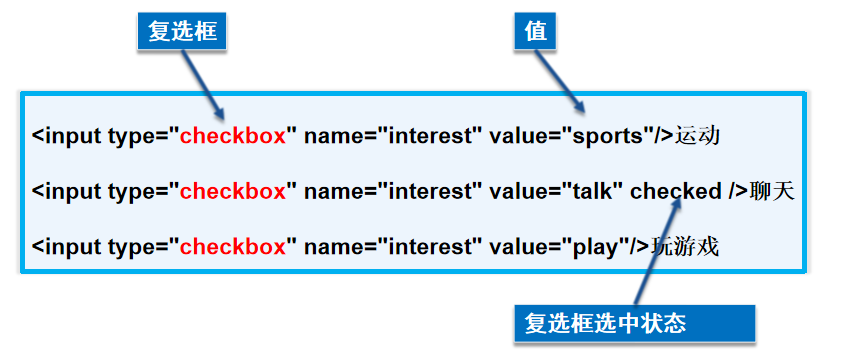 复选框
值
<input type="checkbox" name="interest" value="sports"/>运动
<input type="checkbox" name="interest" value="talk" checked />聊天
<input type="checkbox" name="interest" value="play"/>玩游戏
复选框选中状态